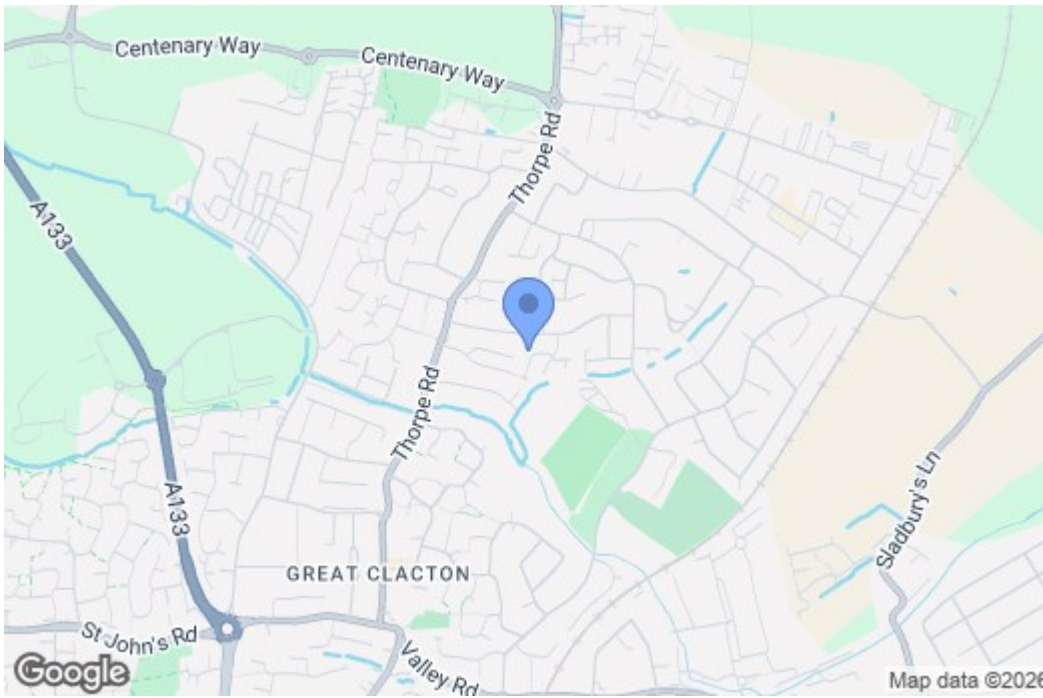 Centenary Way
Centenary Way
Thorpe Rd
A133
Thorpe Rd
A133
Sladbury's Ln
GREAT CLACTON
St John's Rd
Valley Rd
Google
Map data ©2026